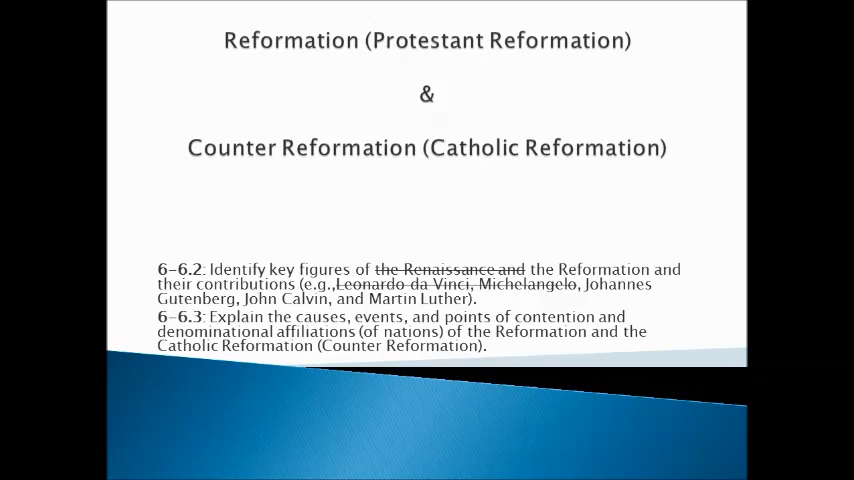 Reformation (Protestant Reformation)
&
Counter Reformation (Catholic Reformation)
6-6.2: Identify key figures of the Renaissance and the Reformation and
their contributions (e.g.,Leonardo da Vinci, Michelangelo, Johannes
Gutenberg, John Calvin, and Martin Luther).
6-6.3: Explain the causes, events, and points of contention and
denominational affiliations (of nations) of the Reformation and the
Catholic Reformation (Counter Reformation).